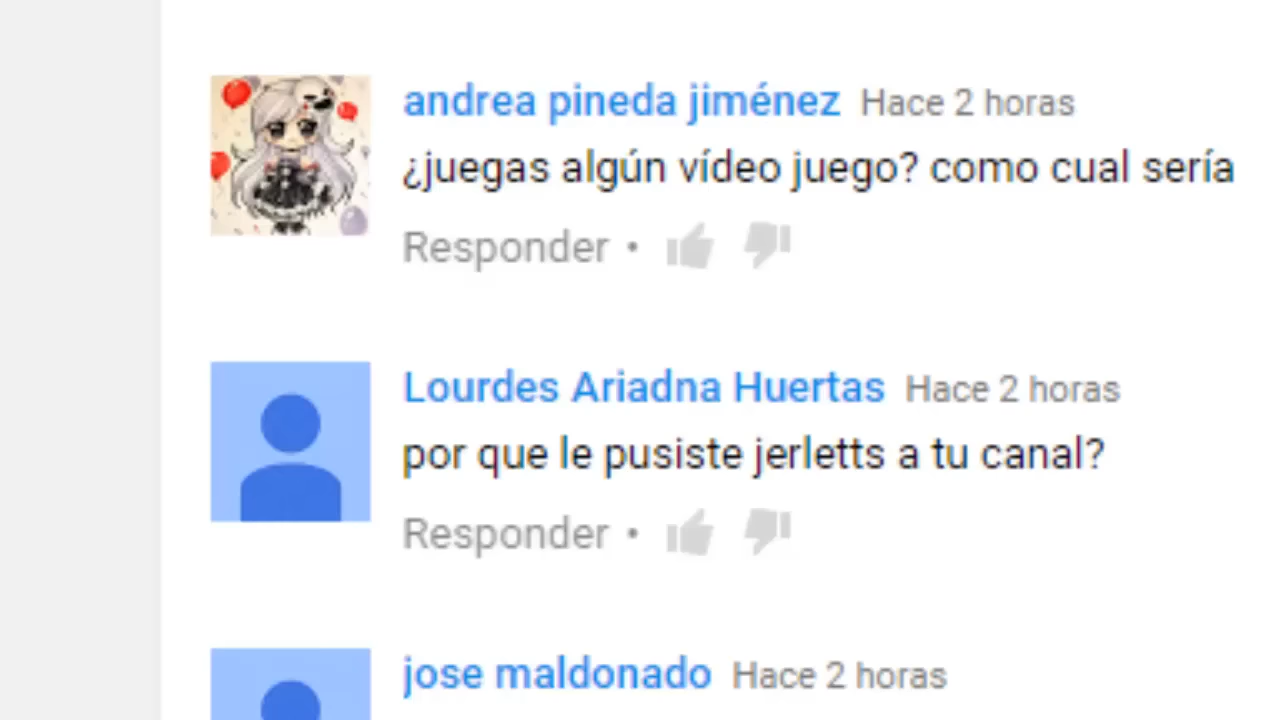 andrea pineda jiménez Hace 2 horas
¿juegas algún vídeo juego? como cual sería
Responder •
Lourdes Ariadna Huertas Hace 2 horas
por que le pusiste jerletts a tu canal?
Responder •
jose maldonado Hace 2 horas